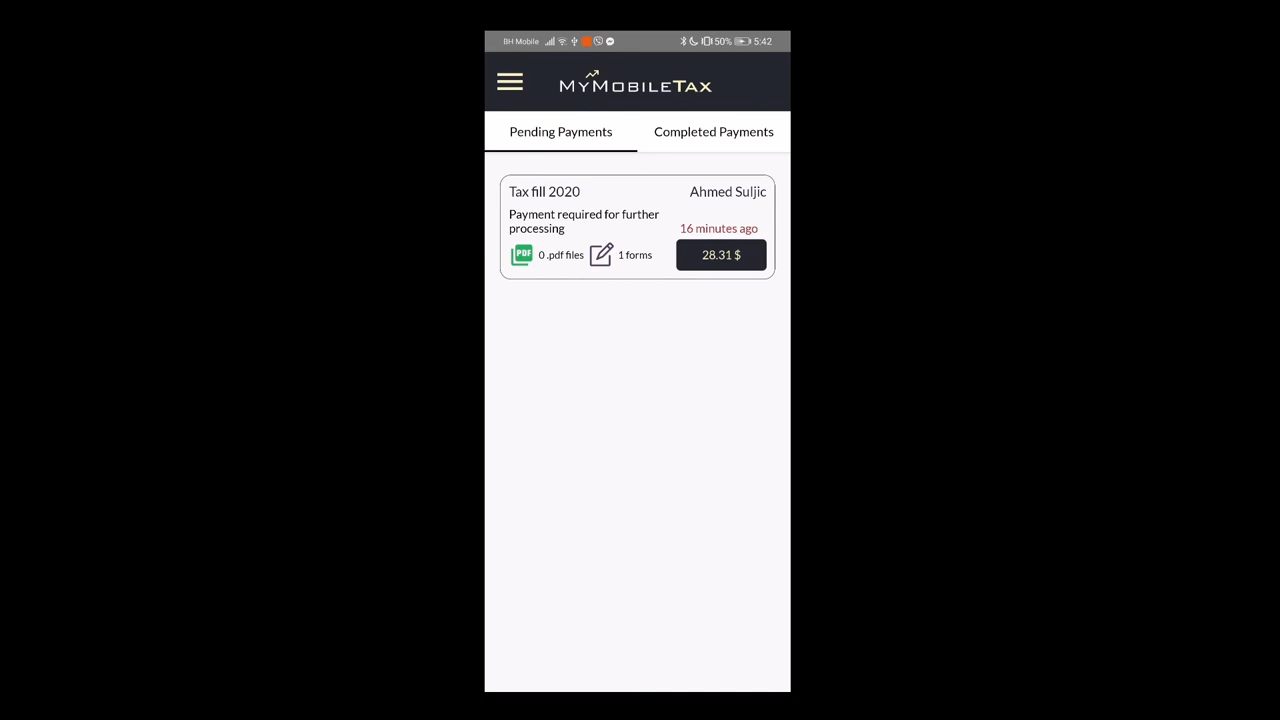 BH Mobile 50% 5:42
MYMOBILETAX
Pending Payments Completed Payments
Tax fill 2020 Ahmed Suljic
Payment required for further
processing 16 minutes ago
PDF 0 .pdf files 1 forms 28.31 $